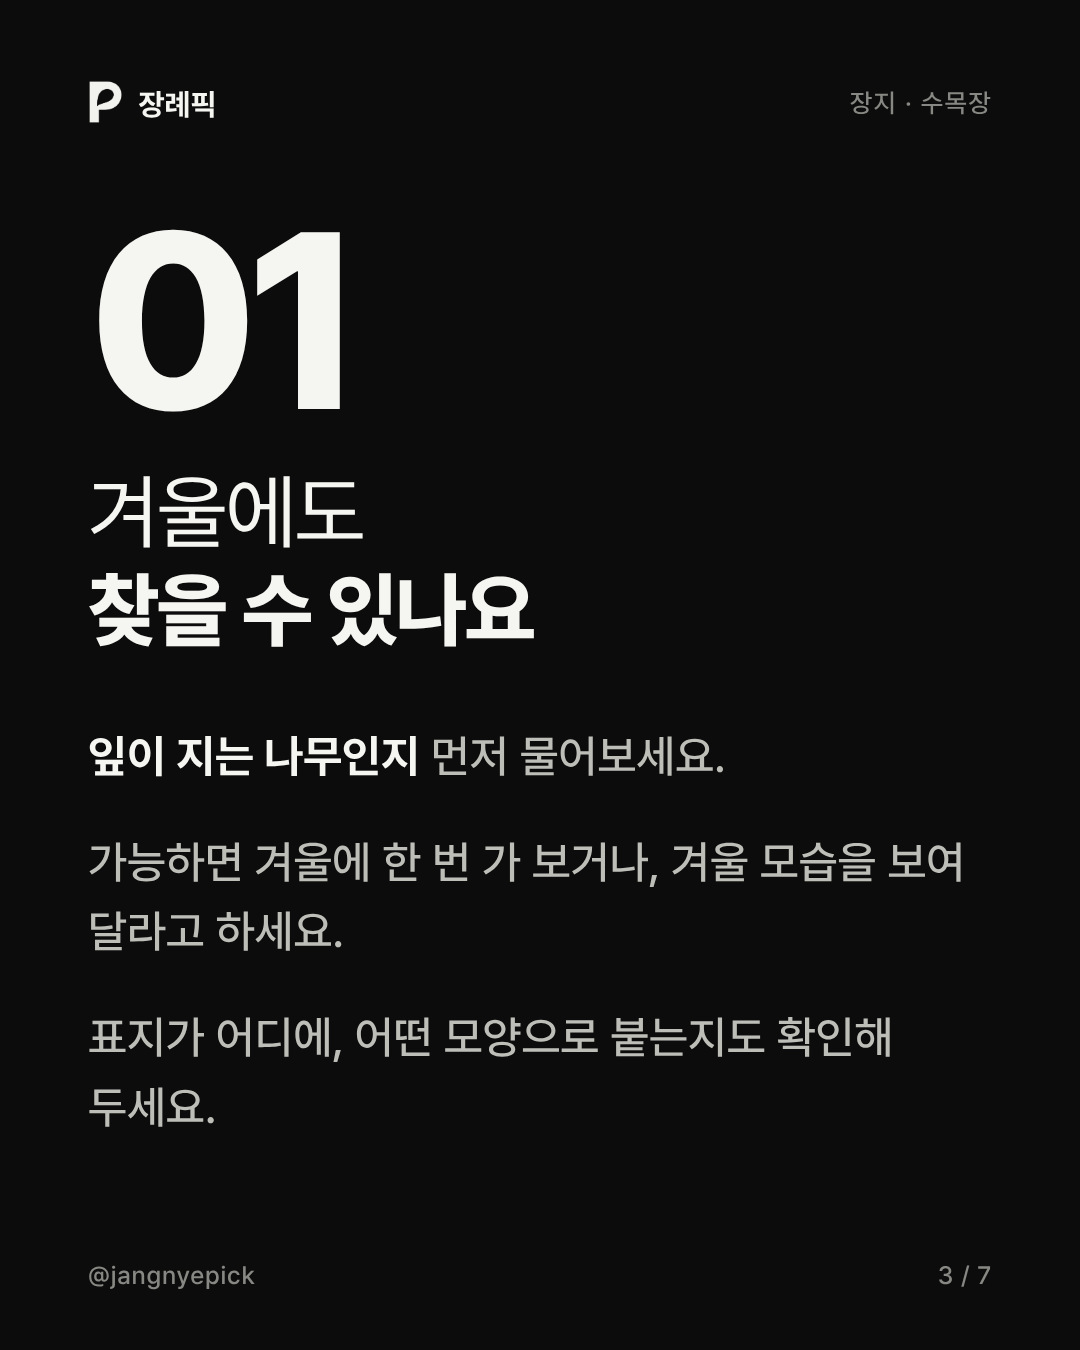 장례픽
장지 · 수목장
01
겨울에도
찾을 수 있나요
잎이 지는 나무인지 먼저 물어보세요.
가능하면 겨울에 한 번 가 보거나, 겨울 모습을 보여
달라고 하세요.
표지가 어디에, 어떤 모양으로 붙는지도 확인해
두세요.
@jangnyepick
3 / 7